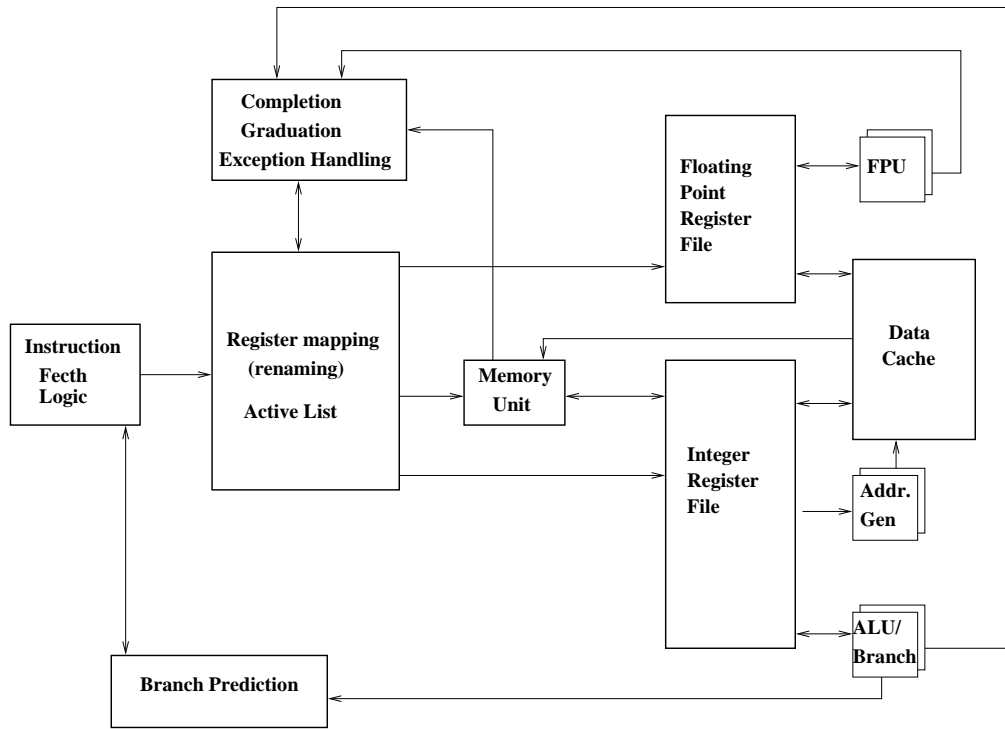 Completion
Graduation
Exception Handling
Floating
Point
Register
File
FPU
Register mapping
(renaming)
Active List
Instruction
Fecth
Logic
Memory
Unit
Data
Cache
Integer
Register
File
Addr.
Gen
ALU/
Branch
Branch Prediction